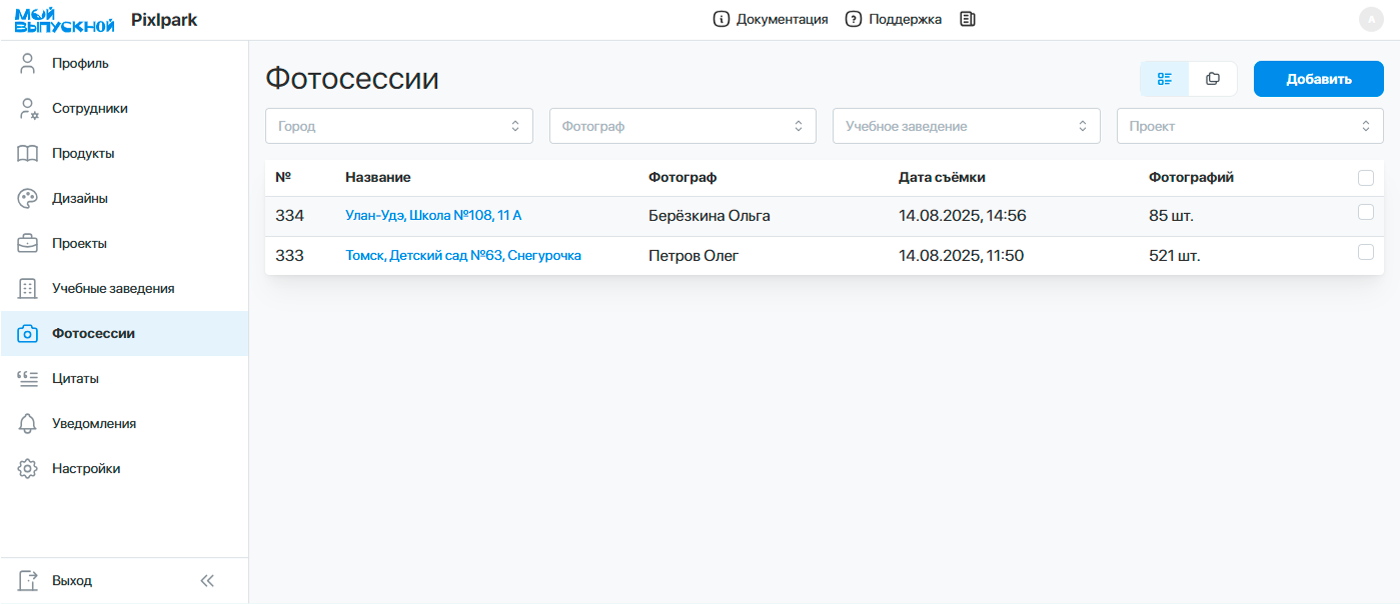 МОЙ ВЫПУСКНОЙ
Pixlpark
Документация
Поддержка
А
Профиль
Сотрудники
Продукты
Дизайны
Проекты
Учебные заведения
Фотосессии
Цитаты
Уведомления
Настройки
Выход
Фотосессии
Добавить
Город
Фотограф
Учебное заведение
Проект
№ Название Фотограф Дата съёмки Фотографий
334 Улан-Удэ, Школа №108, 11 А Берёзкина Ольга 14.08.2025, 14:56 85 шт.
333 Томск, Детский сад №63, Снегурочка Петров Олег 14.08.2025, 11:50 521 шт.